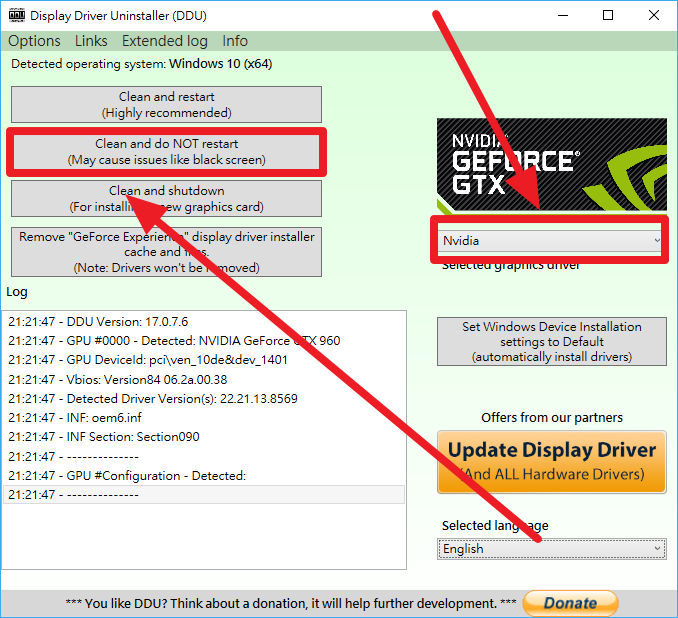 Display Driver Uninstaller (DDU)
Options Links Extended log Info
Detected operating system: Windows 10 (x64)
Clean and restart
(Highly recommended)
Clean and do NOT restart
(May cause issues like black screen)
Clean and shutdown
(For installing new graphics card)
Remove "GeForce Experience" display driver installer
cache and files.
(Note: Drivers won't be removed)
NVIDIA
GEFORCE®
GTX
Nvidia
Selected graphics driver
Log
21:21:47 - DDU Version: 17.0.7.6
21:21:47 - GPU #0000 - Detected: NVIDIA GeForce GTX 960
21:21:47 - GPU DeviceId: pci\ven_10de&dev_1401
21:21:47 - Vbios: Version84 06.2a.00.38
21:21:47 - Detected Driver Version(s): 22.21.13.8569
21:21:47 - INF: oem6.inf
21:21:47 - INF Section: Section090
21:21:47 - --------------
21:21:47 - GPU #Configuration - Detected:
21:21:47 - --------------
Set Windows Device Installation
settings to Default
(automatically install drivers)
Offers from our partners
Update Display Driver
(And ALL Hardware Drivers)
Selected language
English
*** You like DDU? Think about a donation, it will help further development. ***
Donate